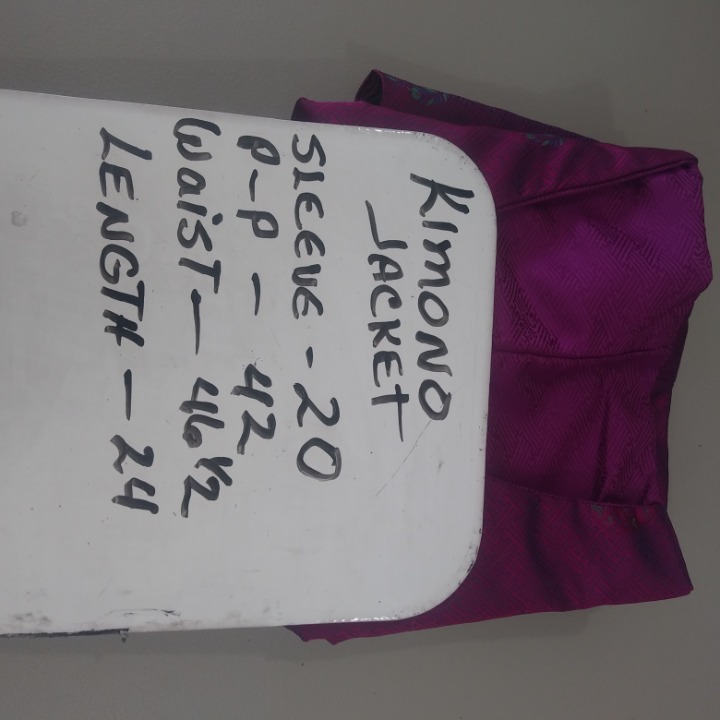 KIMONO
JACKET
SLEEVE - 20
P-P - 42
WAIST - 46 1/2
LENGTH - 24